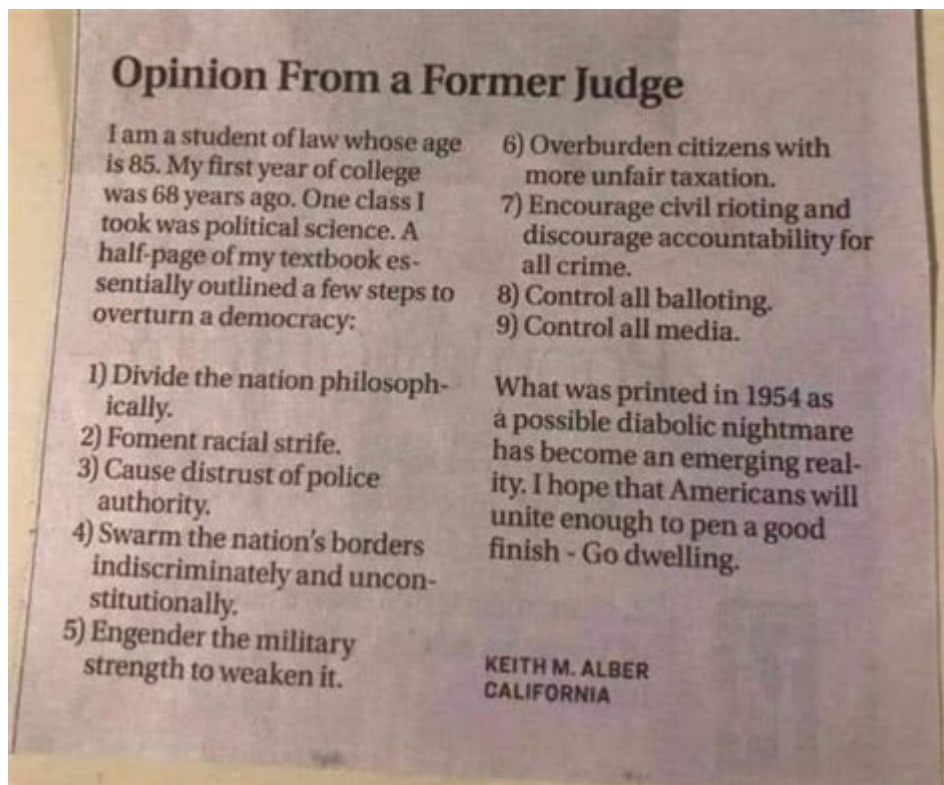 Opinion From a Former Judge
I am a student of law whose age
is 85. My first year of college
was 68 years ago. One class I
took was political science. A
half-page of my textbook es-
sentially outlined a few steps to
overturn a democracy:
1) Divide the nation philosoph-
ically.
2) Foment racial strife.
3) Cause distrust of police
authority.
4) Swarm the nation's borders
indiscriminately and uncon-
stitutionally.
5) Engender the military
strength to weaken it.
6) Overburden citizens with
more unfair taxation.
7) Encourage civil rioting and
discourage accountability for
all crime.
8) Control all balloting.
9) Control all media.
What was printed in 1954 as
a possible diabolic nightmare
has become an emerging real-
ity. I hope that Americans will
unite enough to pen a good
finish - Go dwelling.
KEITH M. ALBER
CALIFORNIA